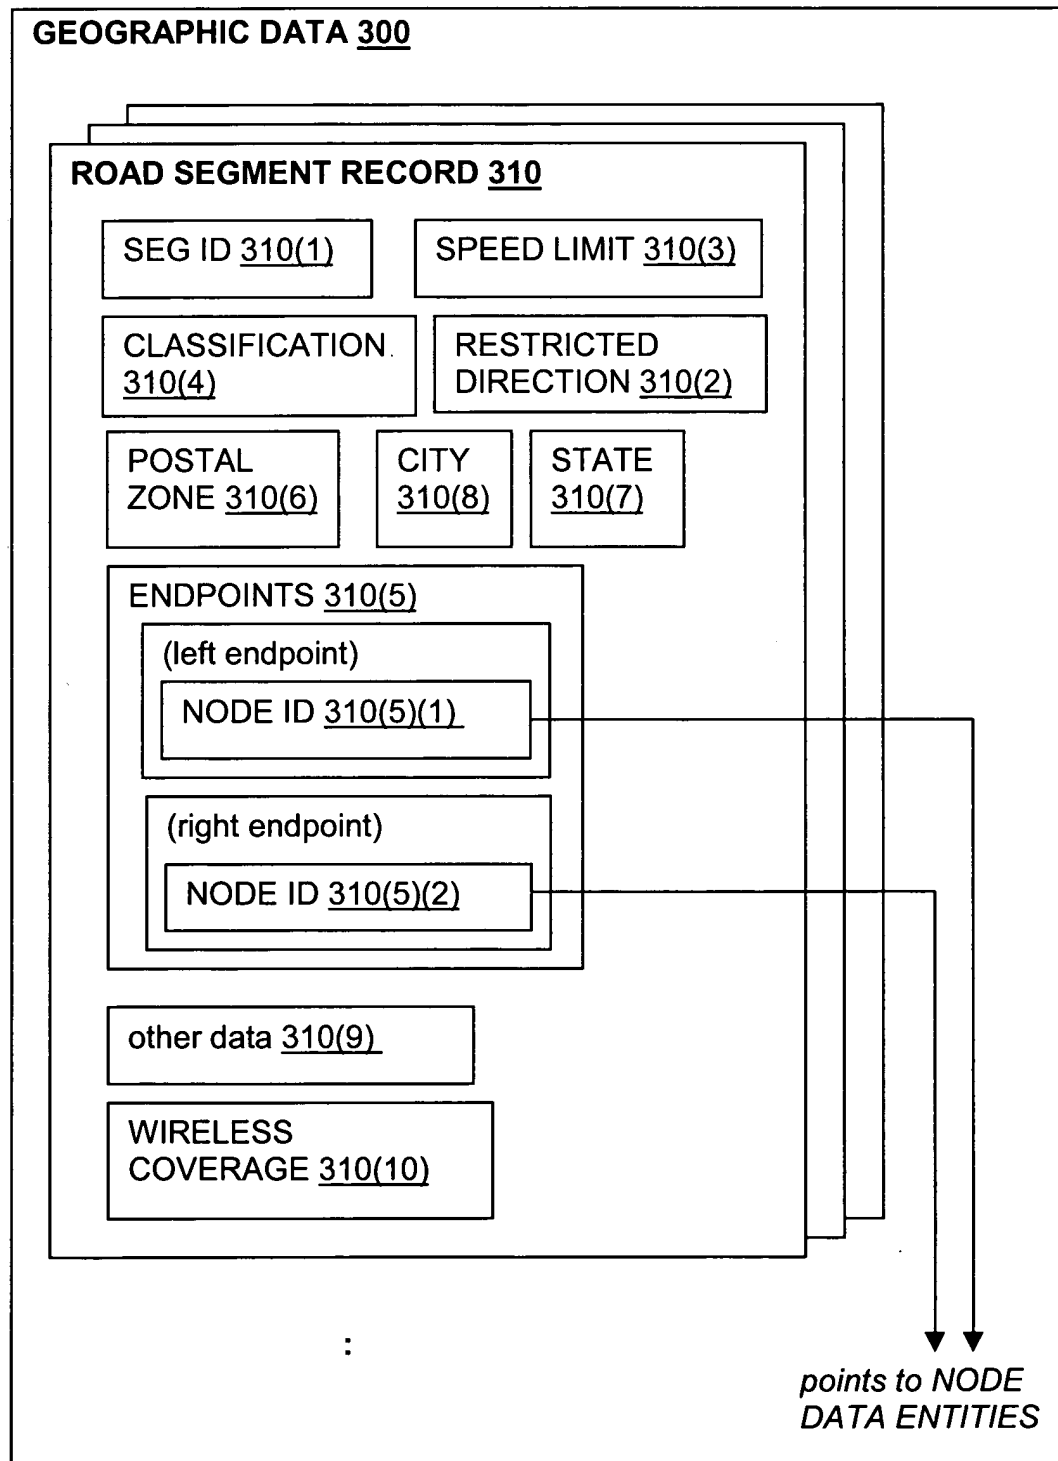 GEOGRAPHIC DATA 300
ROAD SEGMENT RECORD 310
SEG ID 310(1)
SPEED LIMIT 310(3)
CLASSIFICATION
310(4)
RESTRICTED
DIRECTION 310(2)
POSTAL
ZONE 310(6)
CITY
310(8)
STATE
310(7)
ENDPOINTS 310(5)
(left endpoint)
NODE ID 310(5)(1)
(right endpoint)
NODE ID 310(5)(2)
other data 310(9)
WIRELESS
COVERAGE 310(10)
:
points to NODE
DATA ENTITIES